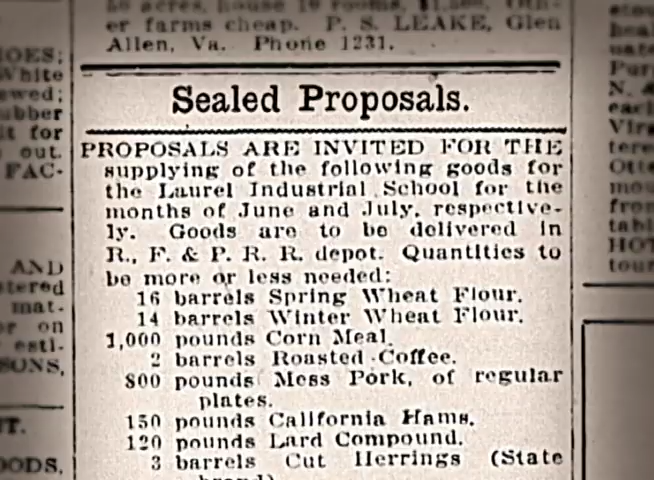 er farms cheap. P. S. LEAKE, Glen
Allen, Va. Phone 1231.
Sealed Proposals.
PROPOSALS ARE INVITED FOR THE
supplying of the following goods for
the Laurel Industrial School for the
months of June and July, respective-
ly. Goods are to be delivered in
R., F. & P. R. R. depot. Quantities to
be more or less needed:
16 barrels Spring Wheat Flour.
14 barrels Winter Wheat Flour.
1,000 pounds Corn Meal.
2 barrels Roasted Coffee.
800 pounds Mess Pork, of regular
plates.
150 pounds California Hams.
120 pounds Lard Compound.
3 barrels Cut Herrings (State